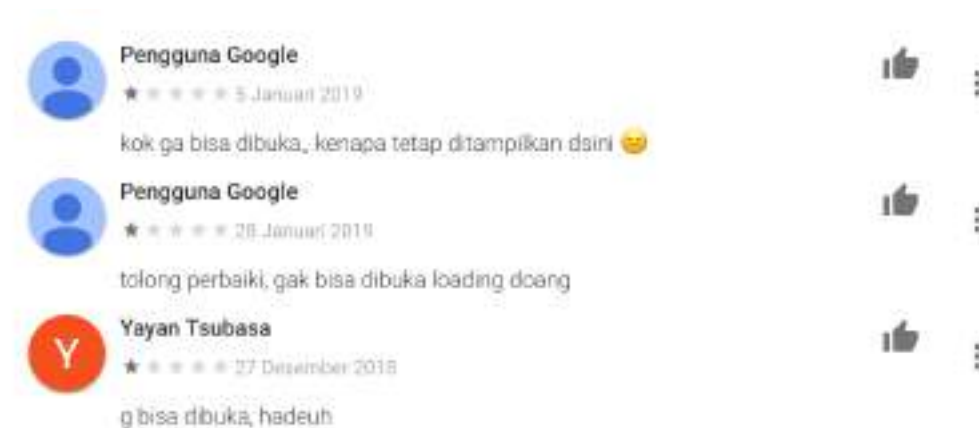 Pengguna Google
5 Januari 2019
kok ga bisa dibuka,, kenapa tetap ditampilkan dsini
Pengguna Google
28 Januari 2019
tolong perbaiki, gak bisa dibuka loading doang
Y
Yayan Tsubasa
27 Desember 2018
g bisa dibuka, hadeuh